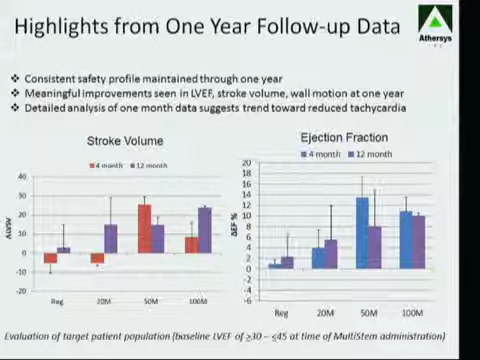 Highlights from One Year Follow-up Data
Athersys
INC.
❖ Consistent safety profile maintained through one year
❖ Meaningful improvements seen in LVEF, stroke volume, wall motion at one year
❖ Detailed analysis of one month data suggests trend toward reduced tachycardia
Stroke Volume
4 month 12 month
40
30
20
10
0
-10
-20
ΔLVSV
Reg 20M 50M 100M
Ejection Fraction
4 month 12 month
20
18
16
14
12
10
8
6
4
2
0
-2
-4
-6
ΔEF %
Reg 20M 50M 100M
Evaluation of target patient population (baseline LVEF of ≥30 – ≤45 at time of MultiStem administration)